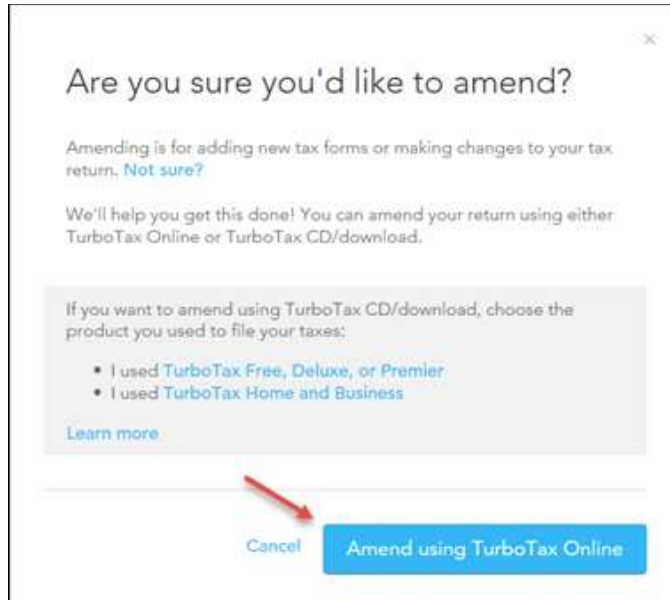 Are you sure you'd like to amend?
Amending is for adding new tax forms or making changes to your tax
return. Not sure?
We'll help you get this done! You can amend your return using either
TurboTax Online or TurboTax CD/download.
If you want to amend using TurboTax CD/download, choose the
product you used to file your taxes:
• I used TurboTax Free, Deluxe, or Premier
• I used TurboTax Home and Business
Learn more
Cancel Amend using TurboTax Online